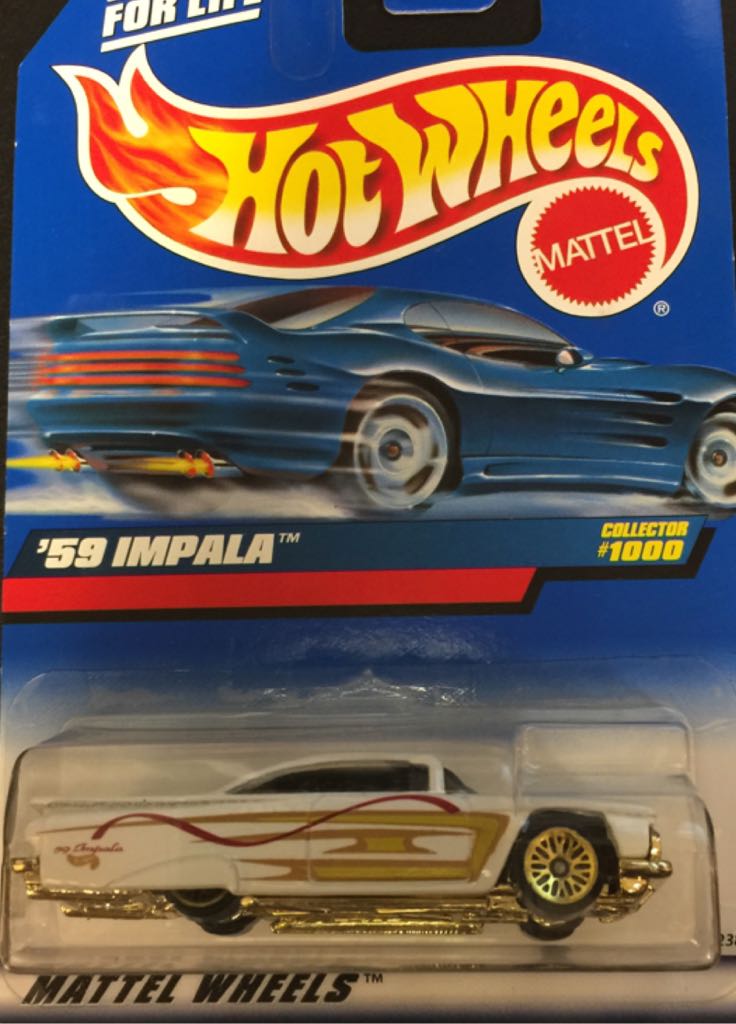 FOR LIFE
Hot Wheels
MATTEL
®
'59 IMPALA™
COLLECTOR
#1000
'59 Impala
MATTEL WHEELS™